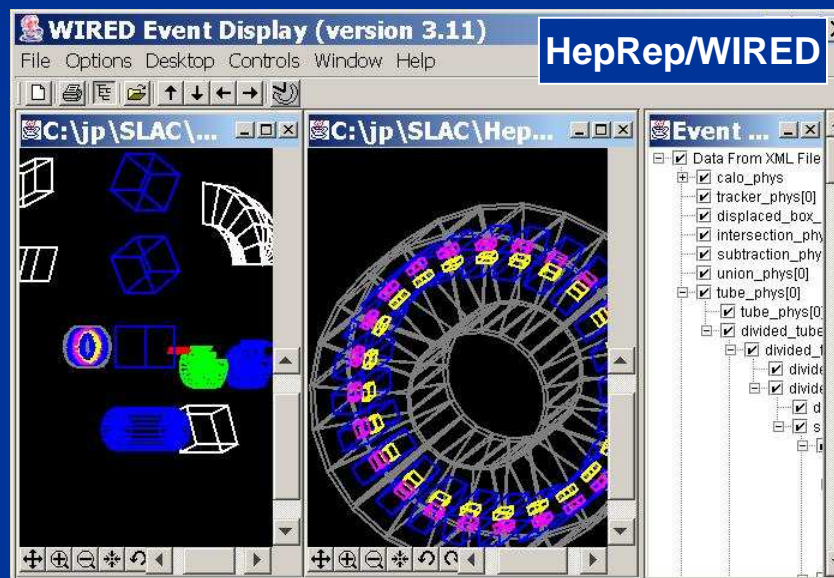 WIRED Event Display (version 3.11)
HepRep/WIRED
File Options Desktop Controls Window Help
C:\jp\SLAC\...
C:\jp\SLAC\Hep...
Event ...
Data From XML File
calo_phys
tracker_phys[0]
displaced_box_
intersection_phy
subtraction_phy
union_phys[0]
tube_phys[0]
tube_phys[0]
divided_tube
divided_t
divide
divide
d
s